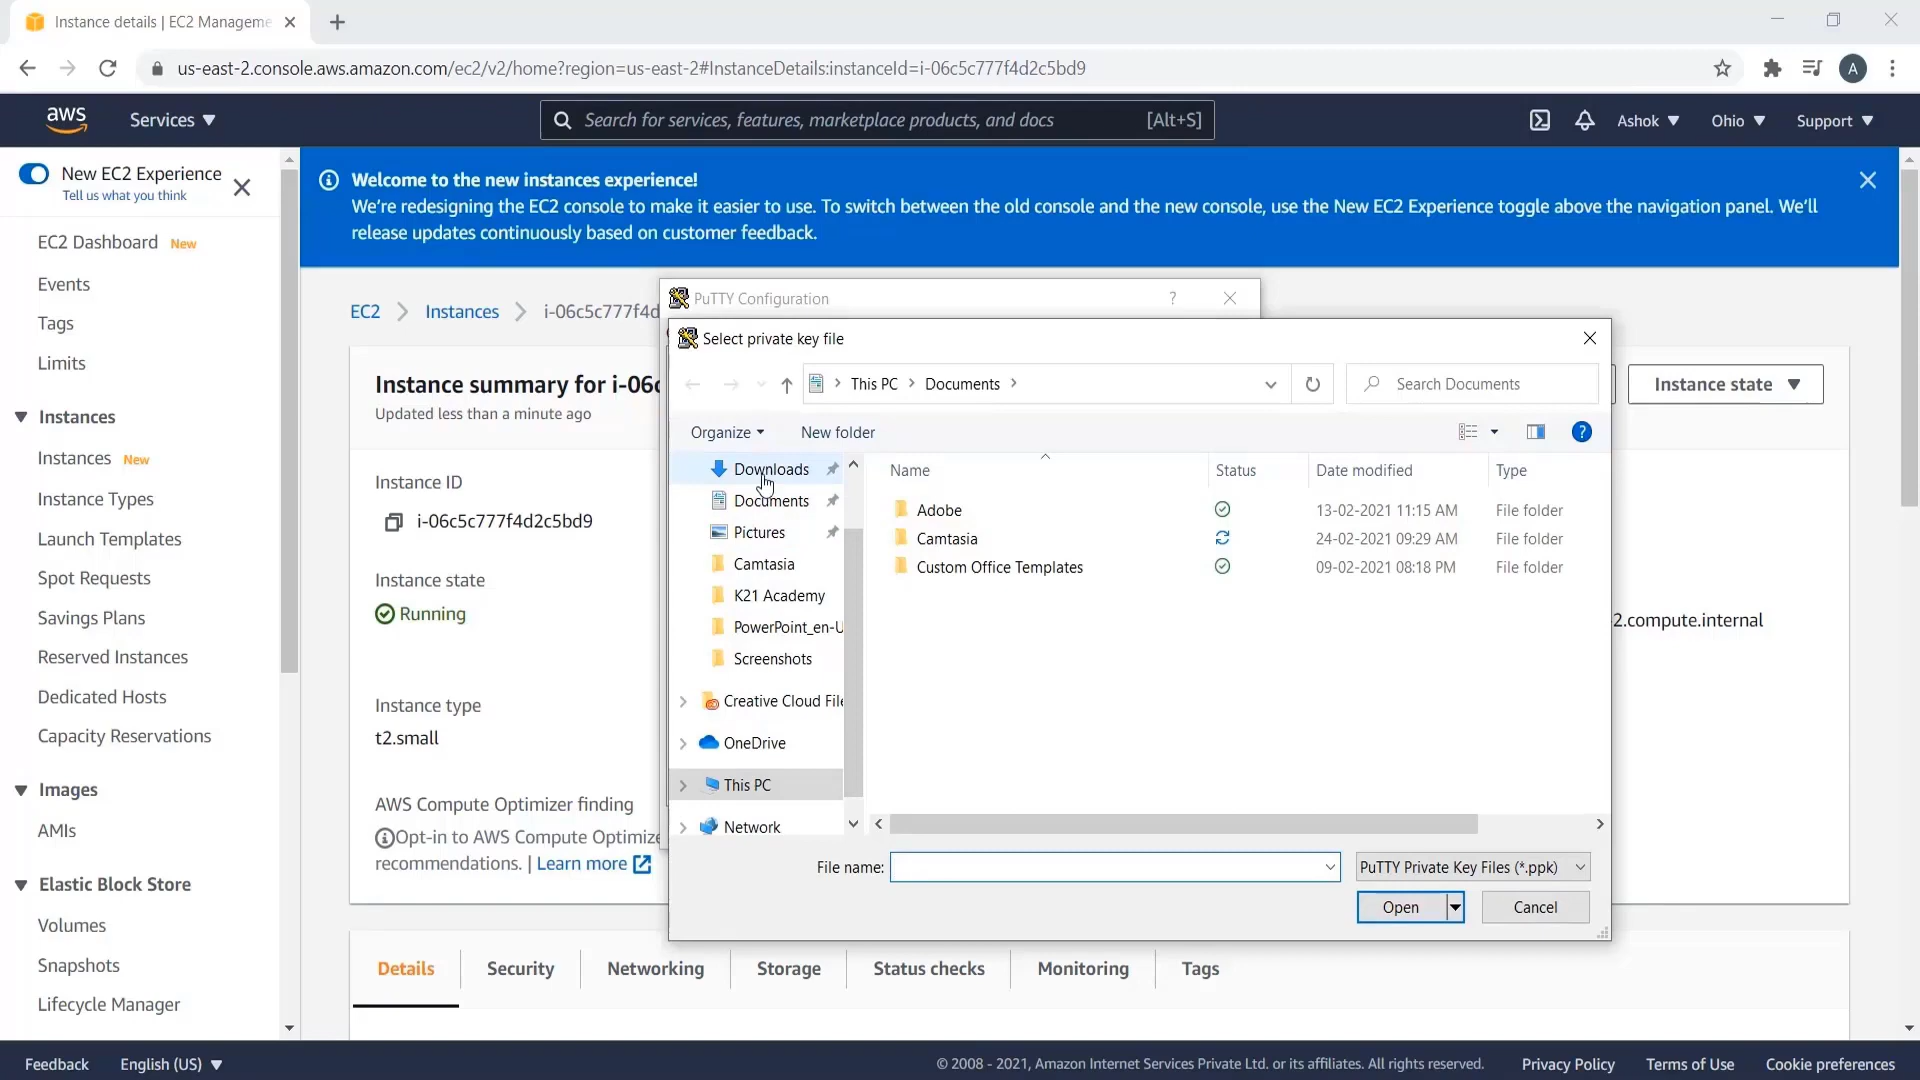 Instance details | EC2 Manageme
us-east-2.console.aws.amazon.com/ec2/v2/home?region=us-east-2#InstanceDetails:instanceId=i-06c5c777f4d2c5bd9
A
aws
Services
Search for services, features, marketplace products, and docs
[Alt+S]
Ashok
Ohio
Support
New EC2 Experience
Tell us what you think
EC2 Dashboard New
Events
Tags
Limits
Instances
Instances New
Instance Types
Launch Templates
Spot Requests
Savings Plans
Reserved Instances
Dedicated Hosts
Capacity Reservations
Images
AMIs
Elastic Block Store
Volumes
Snapshots
Lifecycle Manager
Welcome to the new instances experience!
We're redesigning the EC2 console to make it easier to use. To switch between the old console and the new console, use the New EC2 Experience toggle above the navigation panel. We'll
release updates continuously based on customer feedback.
EC2
Instances
i-06c5c777f4d
Instance summary for i-06c
Updated less than a minute ago
Instance state
Instance ID
i-06c5c777f4d2c5bd9
Instance state
Running
2.compute.internal
Instance type
t2.small
AWS Compute Optimizer finding
Opt-in to AWS Compute Optimize
recommendations. | Learn more
PuTTY Configuration
?
Select private key file
This PC
Documents
Search Documents
Organize
New folder
?
Downloads
Documents
Pictures
Camtasia
K21 Academy
PowerPoint_en-U
Screenshots
Creative Cloud File
OneDrive
This PC
Network
Name Status Date modified Type
Adobe 13-02-2021 11:15 AM File folder
Camtasia 24-02-2021 09:29 AM File folder
Custom Office Templates 09-02-2021 08:18 PM File folder
File name:
PuTTY Private Key Files (*.ppk)
Open
Cancel
Details
Security
Networking
Storage
Status checks
Monitoring
Tags
Feedback
English (US)
© 2008 - 2021, Amazon Internet Services Private Ltd. or its affiliates. All rights reserved.
Privacy Policy
Terms of Use
Cookie preferences